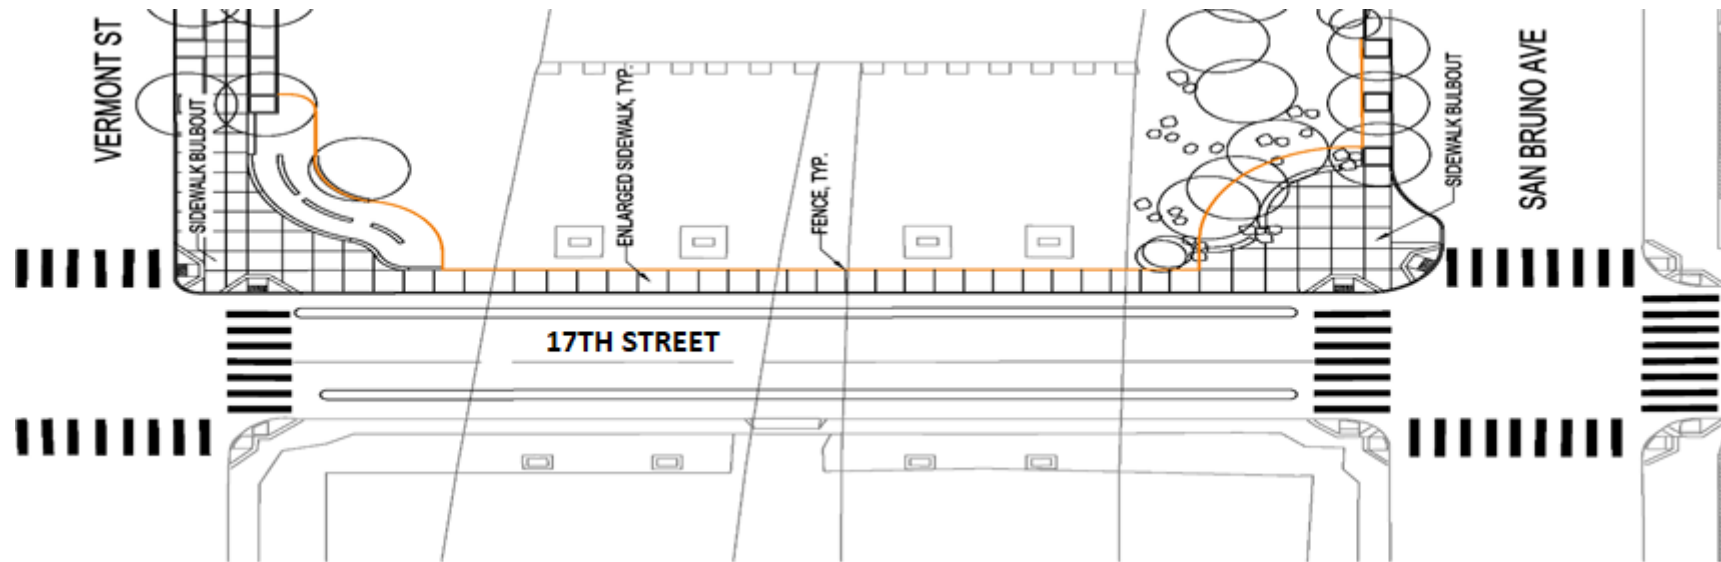 VERMONT ST
SIDEWALK BULBOUT
ENLARGED SIDEWALK, TYP.
FENCE, TYP.
SIDEWALK BULBOUT
SAN BRUNO AVE
17TH STREET